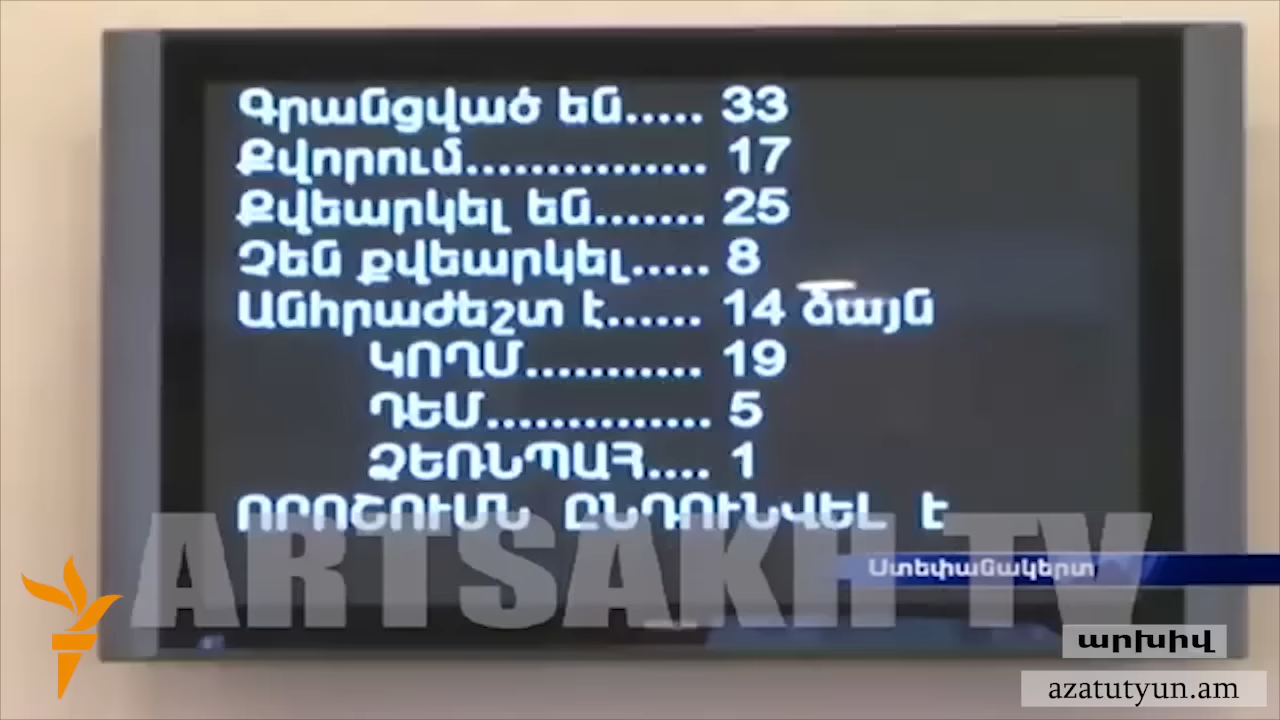 Գրանցված են..... 33
Քվորում............... 17
Քվեարկել են....... 25
Չեն քվեարկել..... 8
Անհրաժեշտ է...... 14 ձայն
ԿՈՂՄ........... 19
ԴԵՄ.............. 5
ՁԵՌՆՊԱՀ.... 1
ՈՐՈՇՈՒՄՆ ԸՆԴՈՒՆՎԵԼ է
ARTSAKH TV
Ստեփանակերտ
արխիվ
azatutyun.am